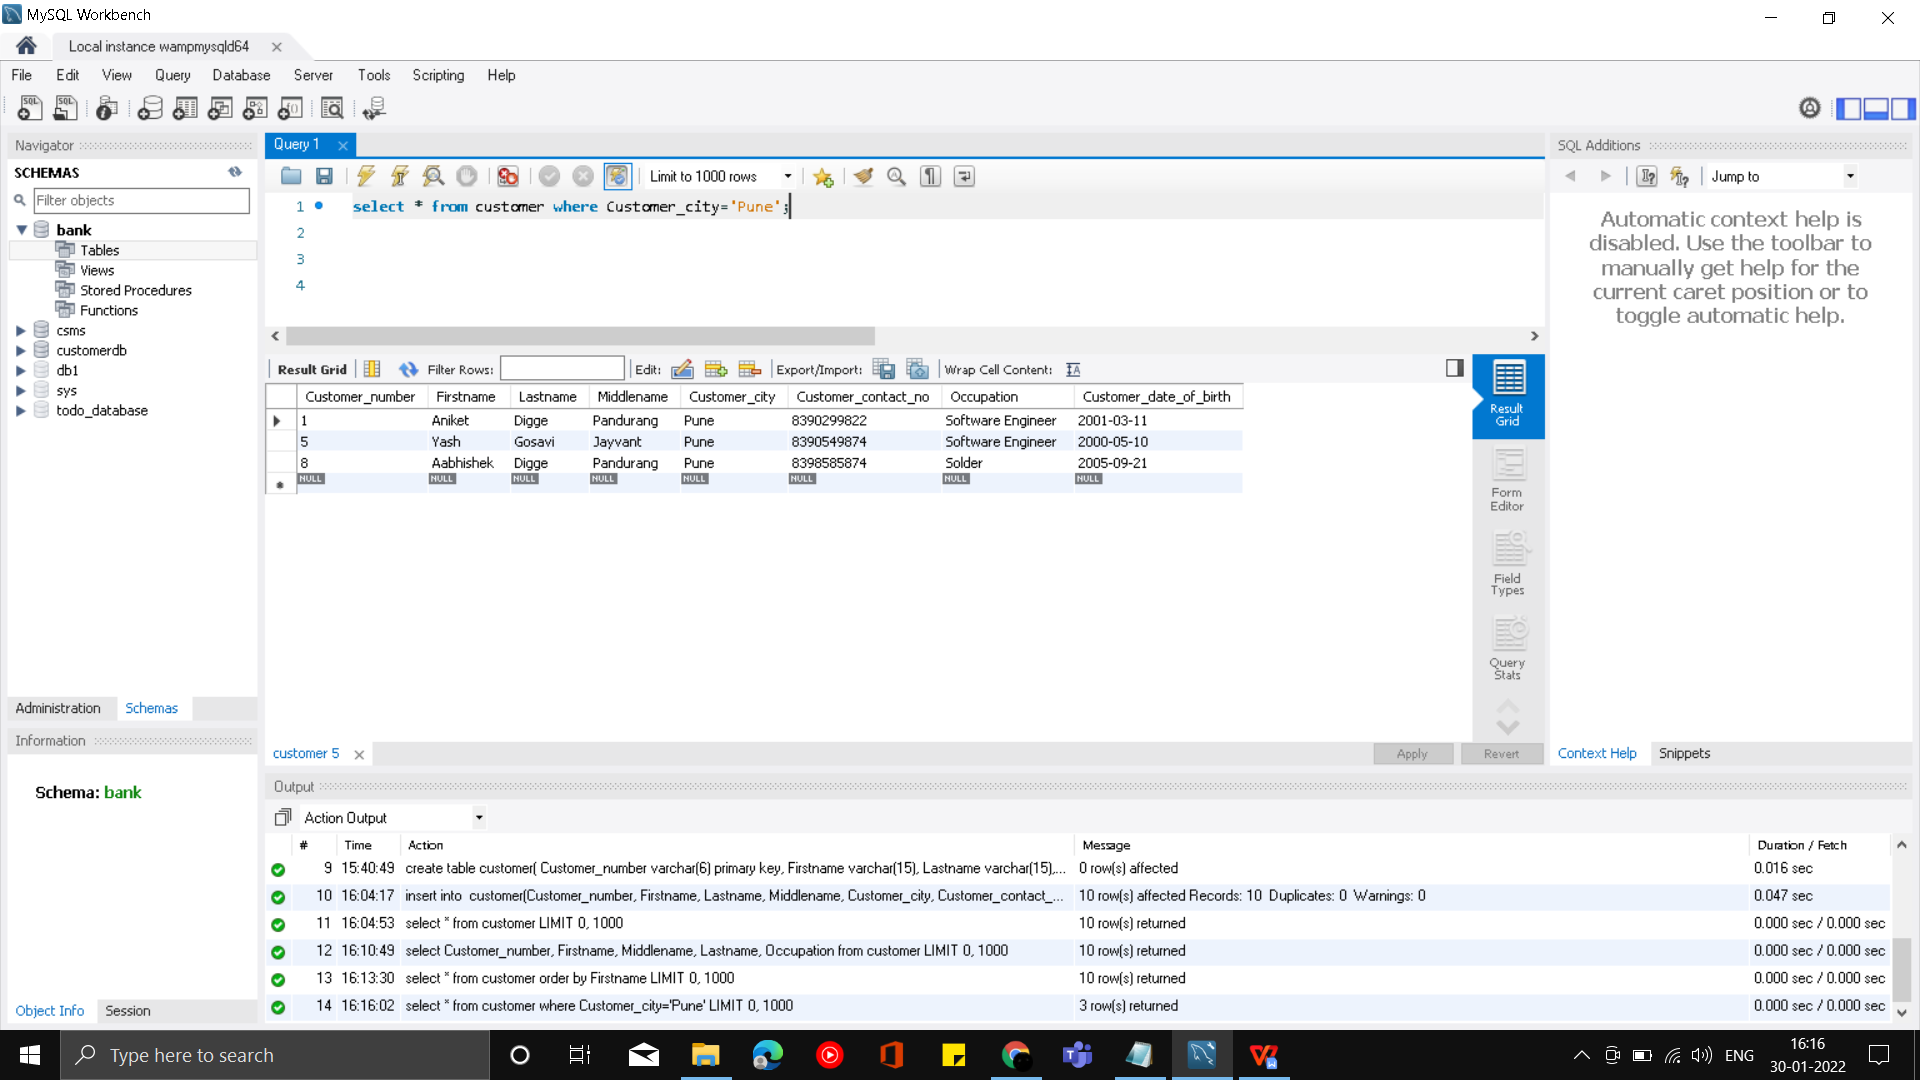 MySQL Workbench
Local instance wampmysqld64
File Edit View Query Database Server Tools Scripting Help
Navigator
SCHEMAS
Filter objects
bank
Tables
Views
Stored Procedures
Functions
csms
customerdb
db1
sys
todo_database
Administration Schemas
Information
Schema: bank
Object Info Session
Query 1
Limit to 1000 rows
1 select * from customer where Customer_city='Pune';
2
3
4
Result Grid Filter Rows: Edit: Export/Import: Wrap Cell Content:
Customer_number Firstname Lastname Middlename Customer_city Customer_contact_no Occupation Customer_date_of_birth
1 Aniket Digge Pandurang Pune 8390299822 Software Engineer 2001-03-11
5 Yash Gosavi Jayvant Pune 8390549874 Software Engineer 2000-05-10
8 Aabhishek Digge Pandurang Pune 8398585874 Solder 2005-09-21
NULL NULL NULL NULL NULL NULL NULL NULL
Result
Grid
Form
Editor
Field
Types
Query
Stats
customer 5
Apply Revert
SQL Additions
Jump to
Automatic context help is
disabled. Use the toolbar to
manually get help for the
current caret position or to
toggle automatic help.
Context Help Snippets
Output
Action Output
# Time Action Message Duration / Fetch
9 15:40:49 create table customer( Customer_number varchar(6) primary key, Firstname varchar(15), Lastname varchar(15),... 0 row(s) affected 0.016 sec
10 16:04:17 insert into customer(Customer_number, Firstname, Lastname, Middlename, Customer_city, Customer_contact_... 10 row(s) affected Records: 10 Duplicates: 0 Warnings: 0 0.047 sec
11 16:04:53 select * from customer LIMIT 0, 1000 10 row(s) returned 0.000 sec / 0.000 sec
12 16:10:49 select Customer_number, Firstname, Middlename, Lastname, Occupation from customer LIMIT 0, 1000 10 row(s) returned 0.000 sec / 0.000 sec
13 16:13:30 select * from customer order by Firstname LIMIT 0, 1000 10 row(s) returned 0.000 sec / 0.000 sec
14 16:16:02 select * from customer where Customer_city='Pune' LIMIT 0, 1000 3 row(s) returned 0.000 sec / 0.000 sec
Type here to search
ENG
16:16
30-01-2022